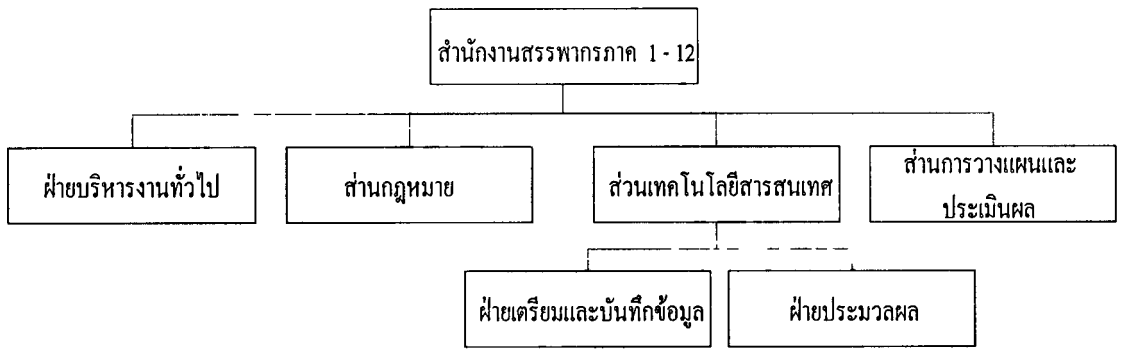 สำนักงานสรรพากรภาค 1 - 12
ฝ่ายบริหารงานทั่วไป
ส่านกฎหมาย
ส่วนเทคโนโลยีสารสนเทศ
ส่านการวางแผนและ
ประเมินผล
ฝ่ายเตรียมและบันทึกข้อมูล
ฝ่ายประมวลผล